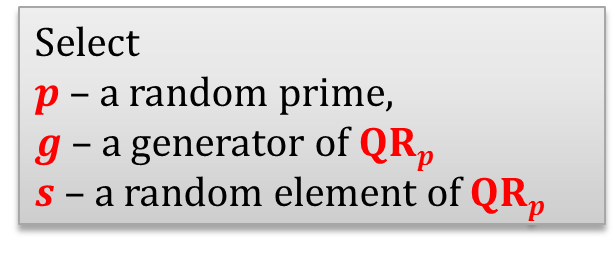 Select
p – a random prime,
g – a generator of QRₚ
s – a random element of QRₚ